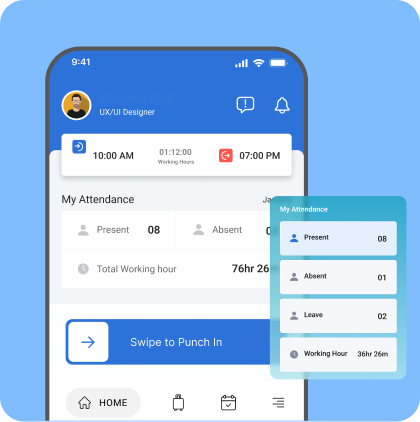 9:41
UX/UI Designer
10:00 AM
01:12:00
Working Hours
07:00 PM
My Attendance
Present 08
Absent
Total Working hour
76hr 26
Swipe to Punch In
HOME
My Attendance
Present 08
Absent 01
Leave 02
Working Hour 36hr 26m